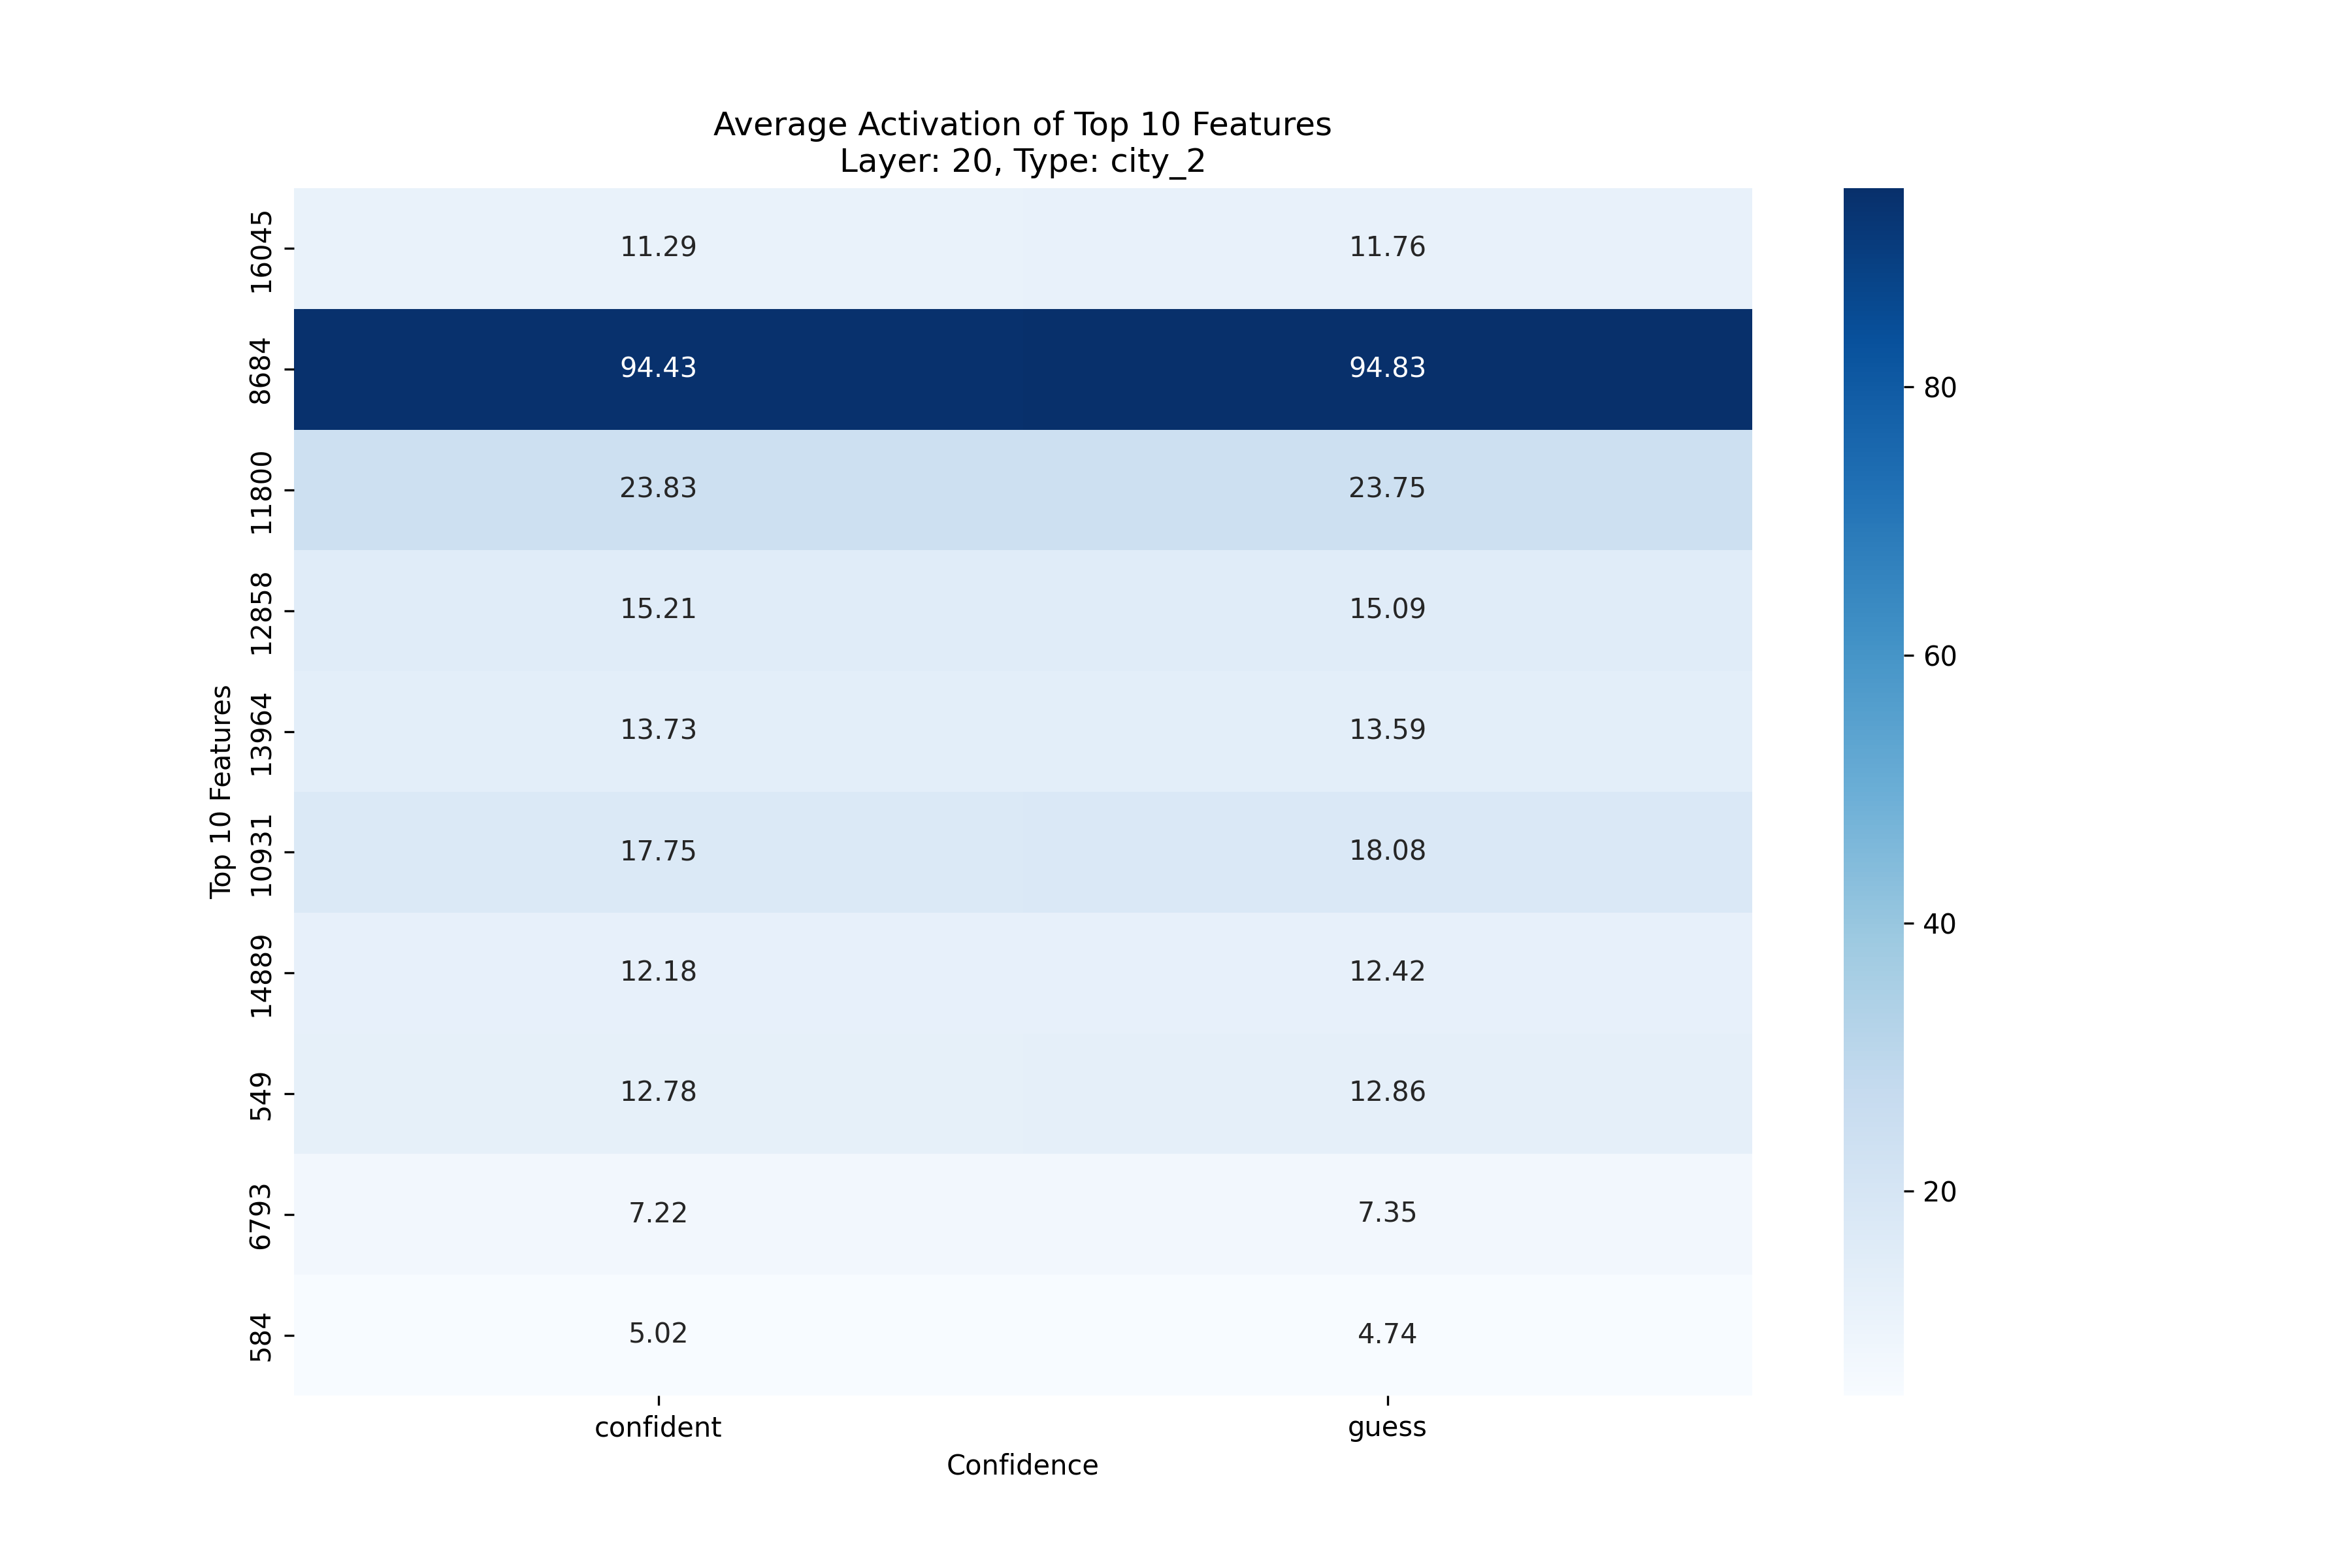 Average Activation of Top 10 Features
Layer: 20, Type: city_2
Top 10 Features
16045 11.29 11.76
8684 94.43 94.83
11800 23.83 23.75
12858 15.21 15.09
13964 13.73 13.59
10931 17.75 18.08
14889 12.18 12.42
549 12.78 12.86
6793 7.22 7.35
584 5.02 4.74
confident guess
Confidence
80
60
40
20